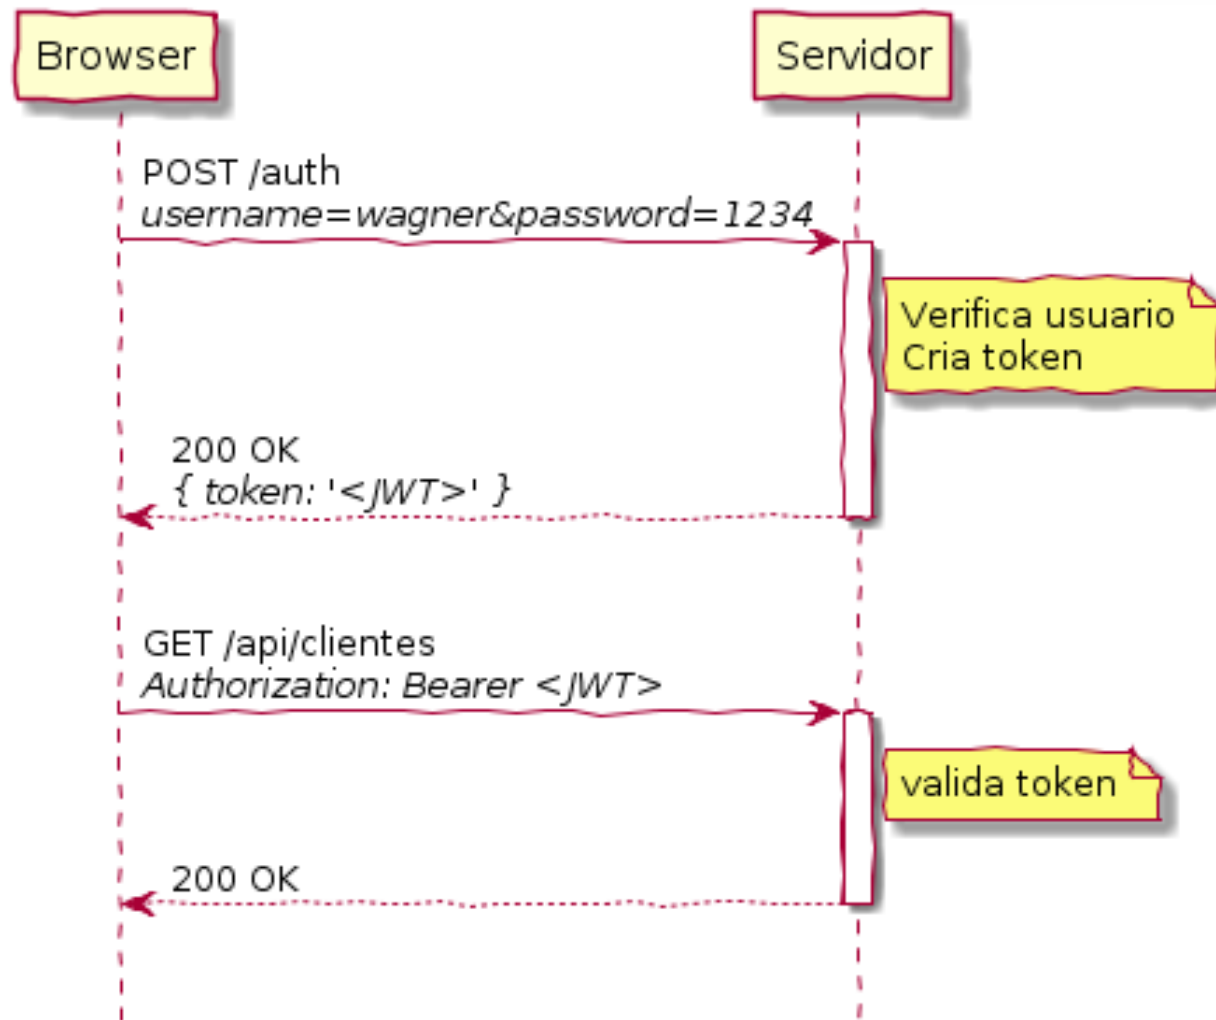 Browser
Servidor
POST /auth
username=wagner&password=1234
Verifica usuario
Cria token
200 OK
{ token: '<JWT>' }
GET /api/clientes
Authorization: Bearer <JWT>
valida token
200 OK